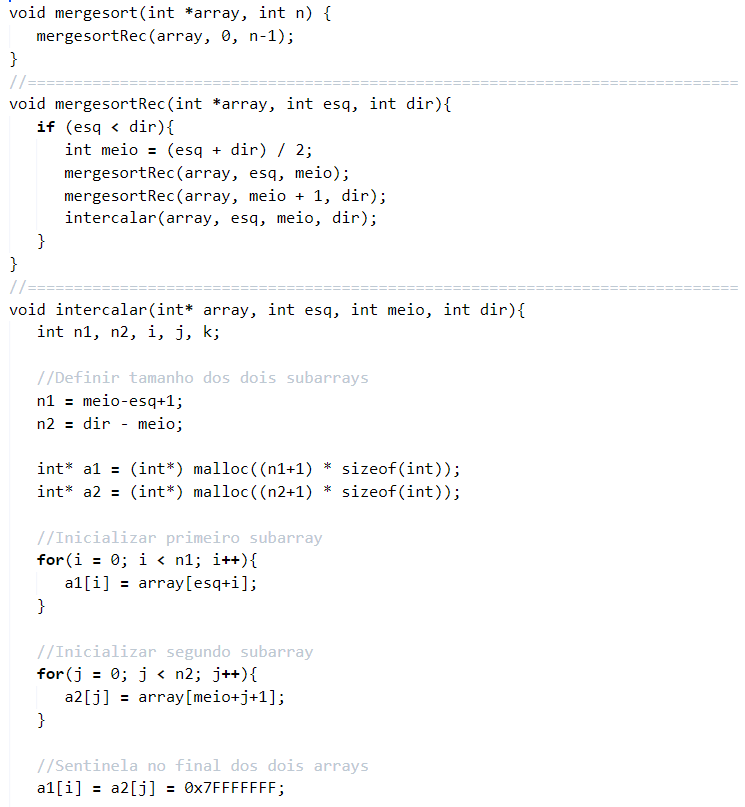 void mergesort(int *array, int n) {
   mergesortRec(array, 0, n-1);
}
//=============================================================================
void mergesortRec(int *array, int esq, int dir){
   if (esq < dir){
      int meio = (esq + dir) / 2;
      mergesortRec(array, esq, meio);
      mergesortRec(array, meio + 1, dir);
      intercalar(array, esq, meio, dir);
   }
}
//=============================================================================
void intercalar(int* array, int esq, int meio, int dir){
   int n1, n2, i, j, k;

   //Definir tamanho dos dois subarrays
   n1 = meio-esq+1;
   n2 = dir - meio;

   int* a1 = (int*) malloc((n1+1) * sizeof(int));
   int* a2 = (int*) malloc((n2+1) * sizeof(int));

   //Inicializar primeiro subarray
   for(i = 0; i < n1; i++){
      a1[i] = array[esq+i];
   }

   //Inicializar segundo subarray
   for(j = 0; j < n2; j++){
      a2[j] = array[meio+j+1];
   }

   //Sentinela no final dos dois arrays
   a1[i] = a2[j] = 0x7FFFFFFF;